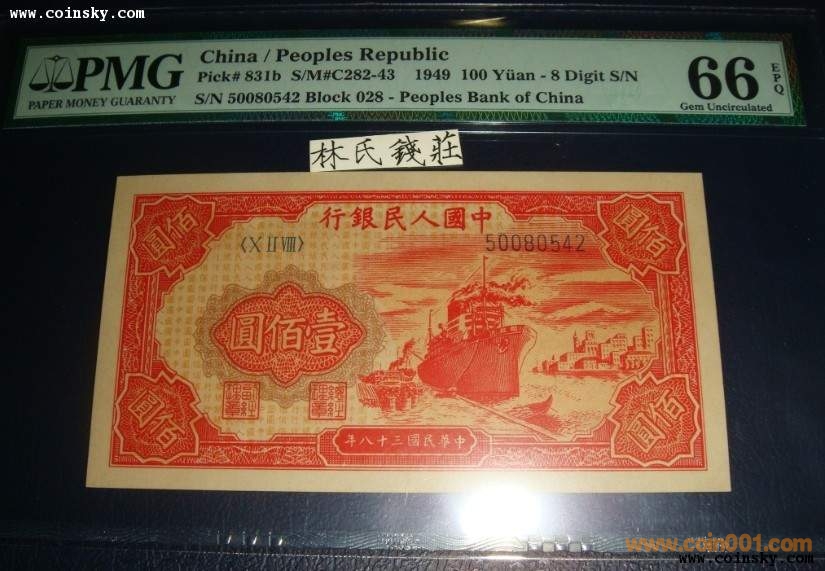 www.coinsky.com
www.coinsky.com
PMG
PAPER MONEY GUARANTY
China / Peoples Republic
Pick# 831b S/M#C282-43 1949 100 Yüan - 8 Digit S/N
S/N 50080542 Block 028 - Peoples Bank of China
66
EPQ
Gem Uncirculated
林氏錢莊
行銀民人國中
佰圓
佰圓
〈X II VIII〉
50080542
圓佰壹
佰圓
佰圓
年八十三國民華中
www.coin001.com
www.coinsky.com